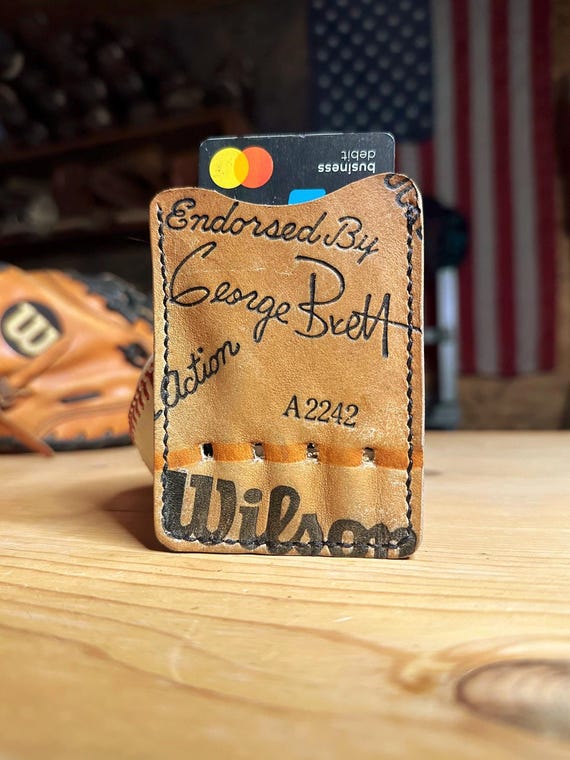 business
debit
Endorsed By
George Brett
-Action
A2242
Wilson
W